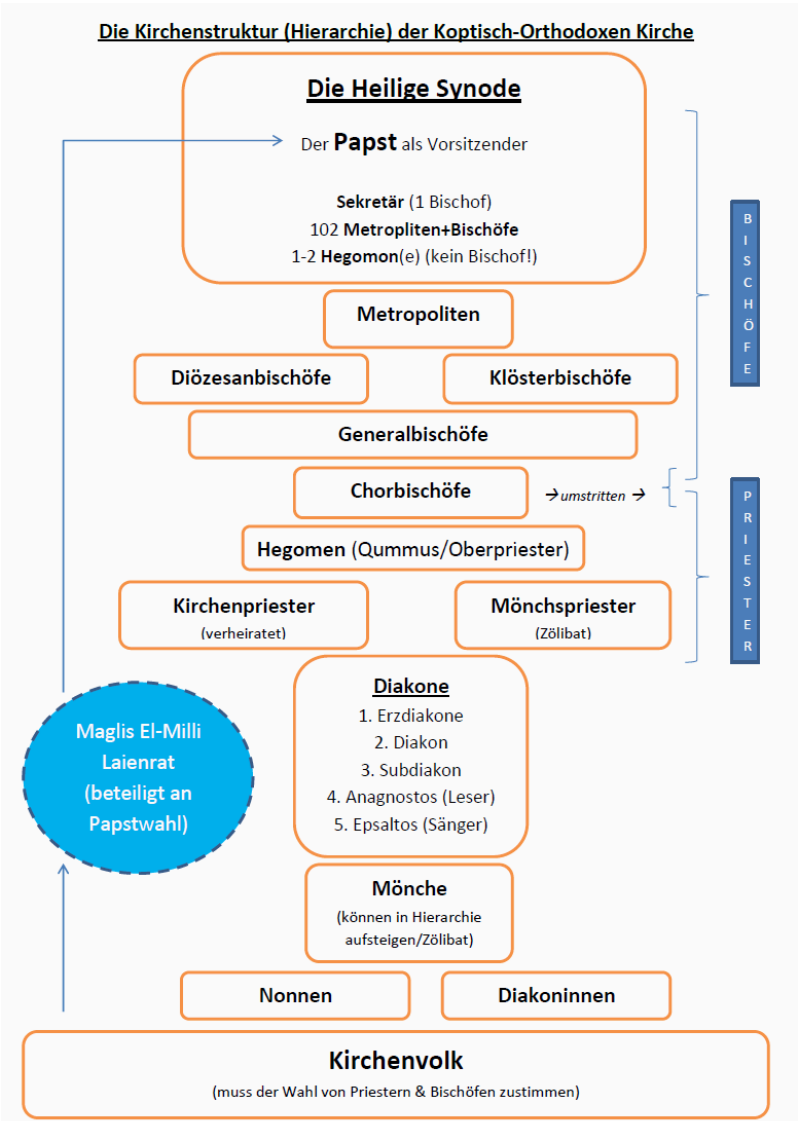 Die Kirchenstruktur (Hierarchie) der Koptisch-Orthodoxen Kirche
Die Heilige Synode
Der Papst als Vorsitzender
Sekretär (1 Bischof)
102 Metropliten+Bischöfe
1-2 Hegomon(e) (kein Bischof!)
BISCHÖFE
Metropoliten
Diözesanbischöfe
Klösterbischöfe
Generalbischöfe
Chorbischöfe
→umstritten →
PRIESTER
Hegomen (Qummus/Oberpriester)
Kirchenpriester
(verheiratet)
Mönchspriester
(Zölibat)
Diakone
1. Erzdiakone
2. Diakon
3. Subdiakon
4. Anagnostos (Leser)
5. Epsaltos (Sänger)
Maglis El-Milli
Laienrat
(beteiligt an
Papstwahl)
Mönche
(können in Hierarchie
aufsteigen/Zölibat)
Nonnen
Diakoninnen
Kirchenvolk
(muss der Wahl von Priestern & Bischöfen zustimmen)